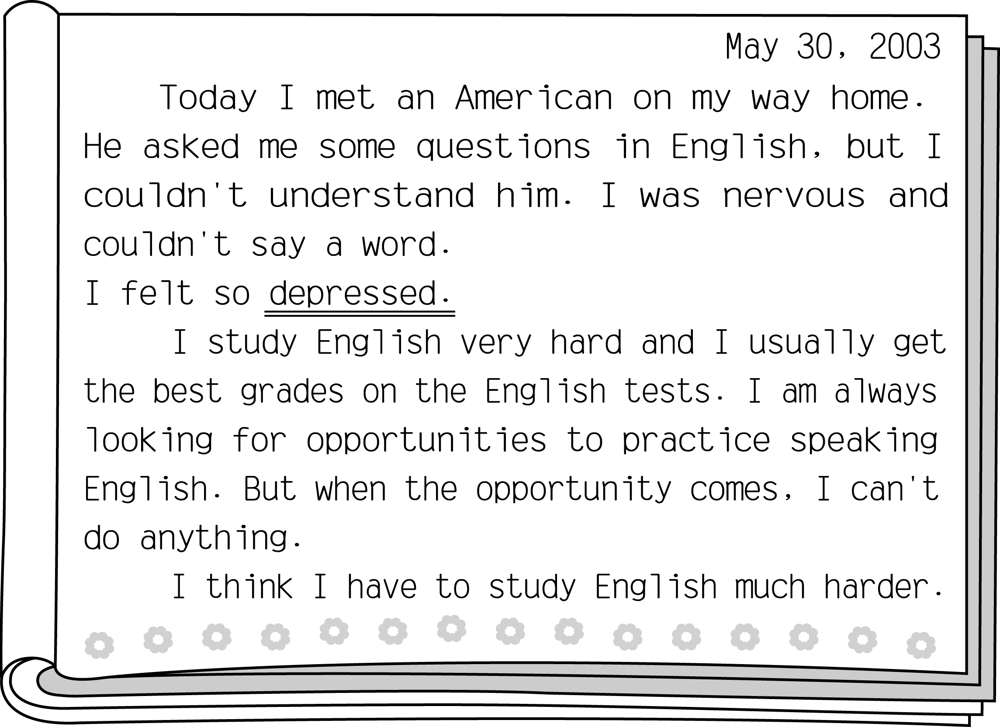 May 30, 2003
Today I met an American on my way home.
He asked me some questions in English, but I
couldn't understand him. I was nervous and
couldn't say a word.
I felt so depressed.
I study English very hard and I usually get
the best grades on the English tests. I am always
looking for opportunities to practice speaking
English. But when the opportunity comes, I can't
do anything.
I think I have to study English much harder.